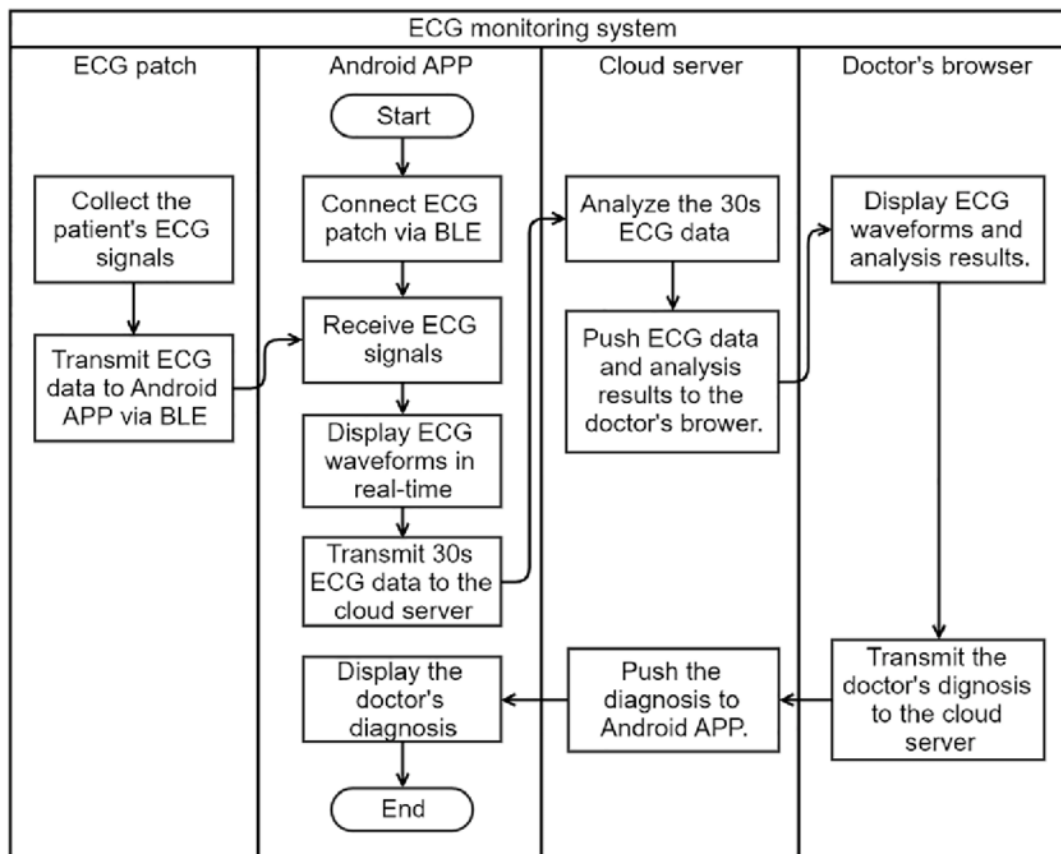 ECG monitoring system
ECG patch
Android APP
Cloud server
Doctor's browser
Start
Collect the
patient's ECG
signals
Connect ECG
patch via BLE
Analyze the 30s
ECG data
Display ECG
waveforms and
analysis results.
Transmit ECG
data to Android
APP via BLE
Receive ECG
signals
Push ECG data
and analysis
results to the
doctor's brower.
Display ECG
waveforms in
real-time
Transmit 30s
ECG data to the
cloud server
Display the
doctor's
diagnosis
Push the
diagnosis to
Android APP.
Transmit the
doctor's dignosis
to the cloud
server
End